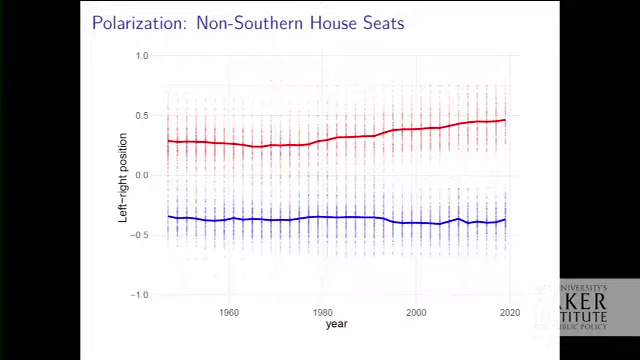 Polarization: Non-Southern House Seats
1.0
0.5
0.0
−0.5
−1.0
Left−right position
1960
1980
2000
2020
year
UNIVERSITY'S
AKER
STITUTE
PUBLIC POLICY